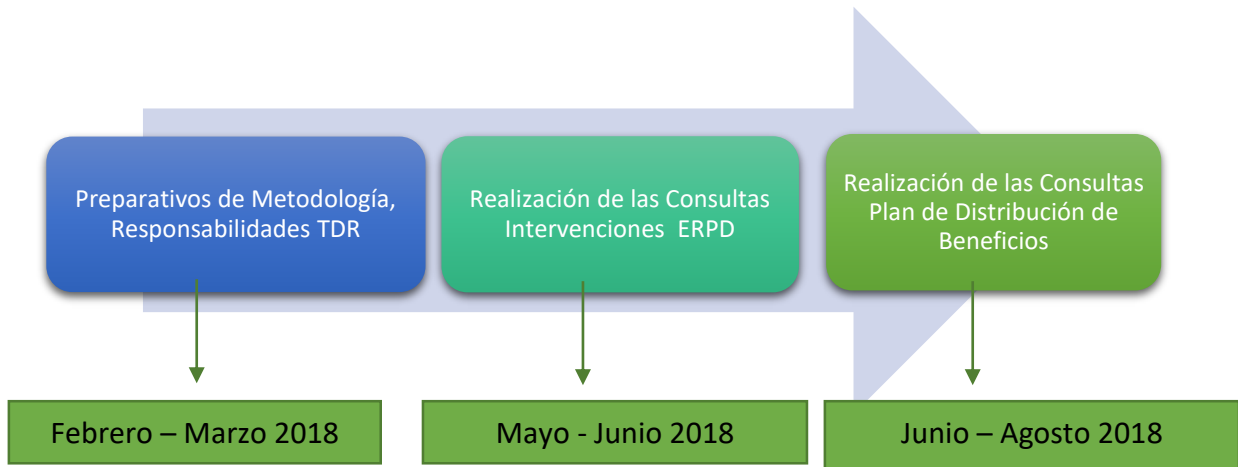 Preparativos de Metodología,
Responsabilidades TDR
Realización de las Consultas
Intervenciones  ERPD
Realización de las Consultas
Plan de Distribución de
Beneficios
Febrero – Marzo 2018
Mayo - Junio 2018
Junio – Agosto 2018